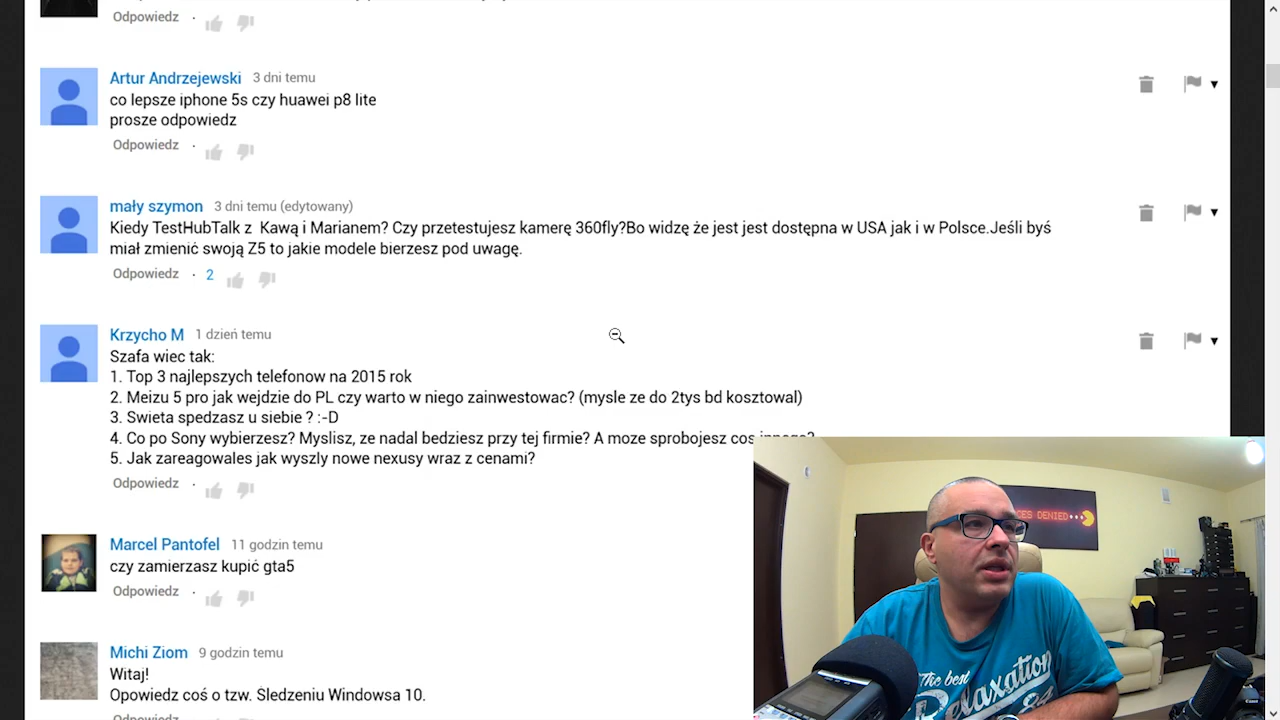 Odpowiedz ·
Artur Andrzejewski 3 dni temu
co lepsze iphone 5s czy huawei p8 lite
prosze odpowiedz
Odpowiedz ·
mały szymon 3 dni temu (edytowany)
Kiedy TestHubTalk z Kawą i Marianem? Czy przetestujesz kamerę 360fly?Bo widzę że jest jest dostępna w USA jak i w Polsce.Jeśli byś
miał zmienić swoją Z5 to jakie modele bierzesz pod uwagę.
Odpowiedz · 2
Krzycho M 1 dzień temu
Szafa wiec tak:
1. Top 3 najlepszych telefonow na 2015 rok
2. Meizu 5 pro jak wejdzie do PL czy warto w niego zainwestowac? (mysle ze do 2tys bd kosztowal)
3. Swieta spedzasz u siebie ? :-D
4. Co po Sony wybierzesz? Myslisz, ze nadal bedziesz przy tej firmie? A moze sprobojesz cos innego?
5. Jak zareagowales jak wyszly nowe nexusy wraz z cenami?
Odpowiedz ·
Marcel Pantofel 11 godzin temu
czy zamierzasz kupić gta5
Odpowiedz ·
Michi Ziom 9 godzin temu
Witaj!
Opowiedz coś o tzw. Śledzeniu Windowsa 10.
Odpowiedz ·
DENIED
The best
Relaxation